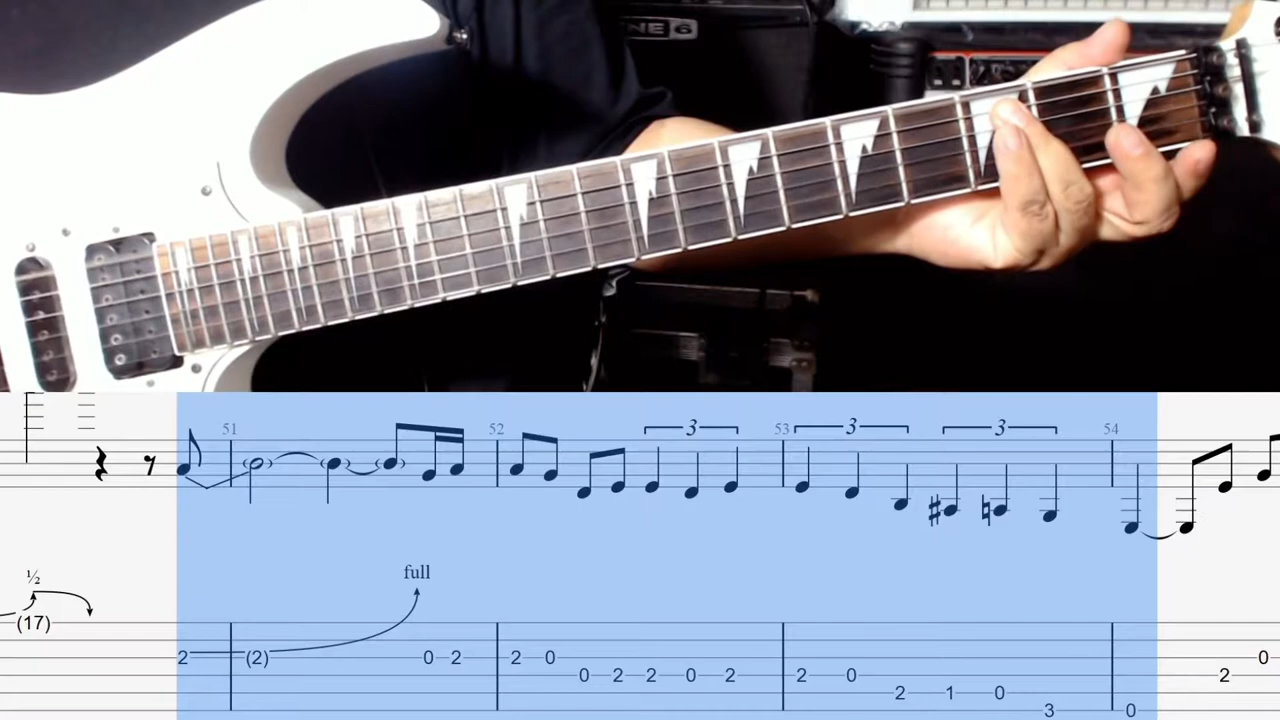 NE 6
51 52 53 54
3 3 3
½ full
(17)
2 (2) 0 2 2 0 0 2 2 0 2 2 0 2 1 0 3 0 2 0